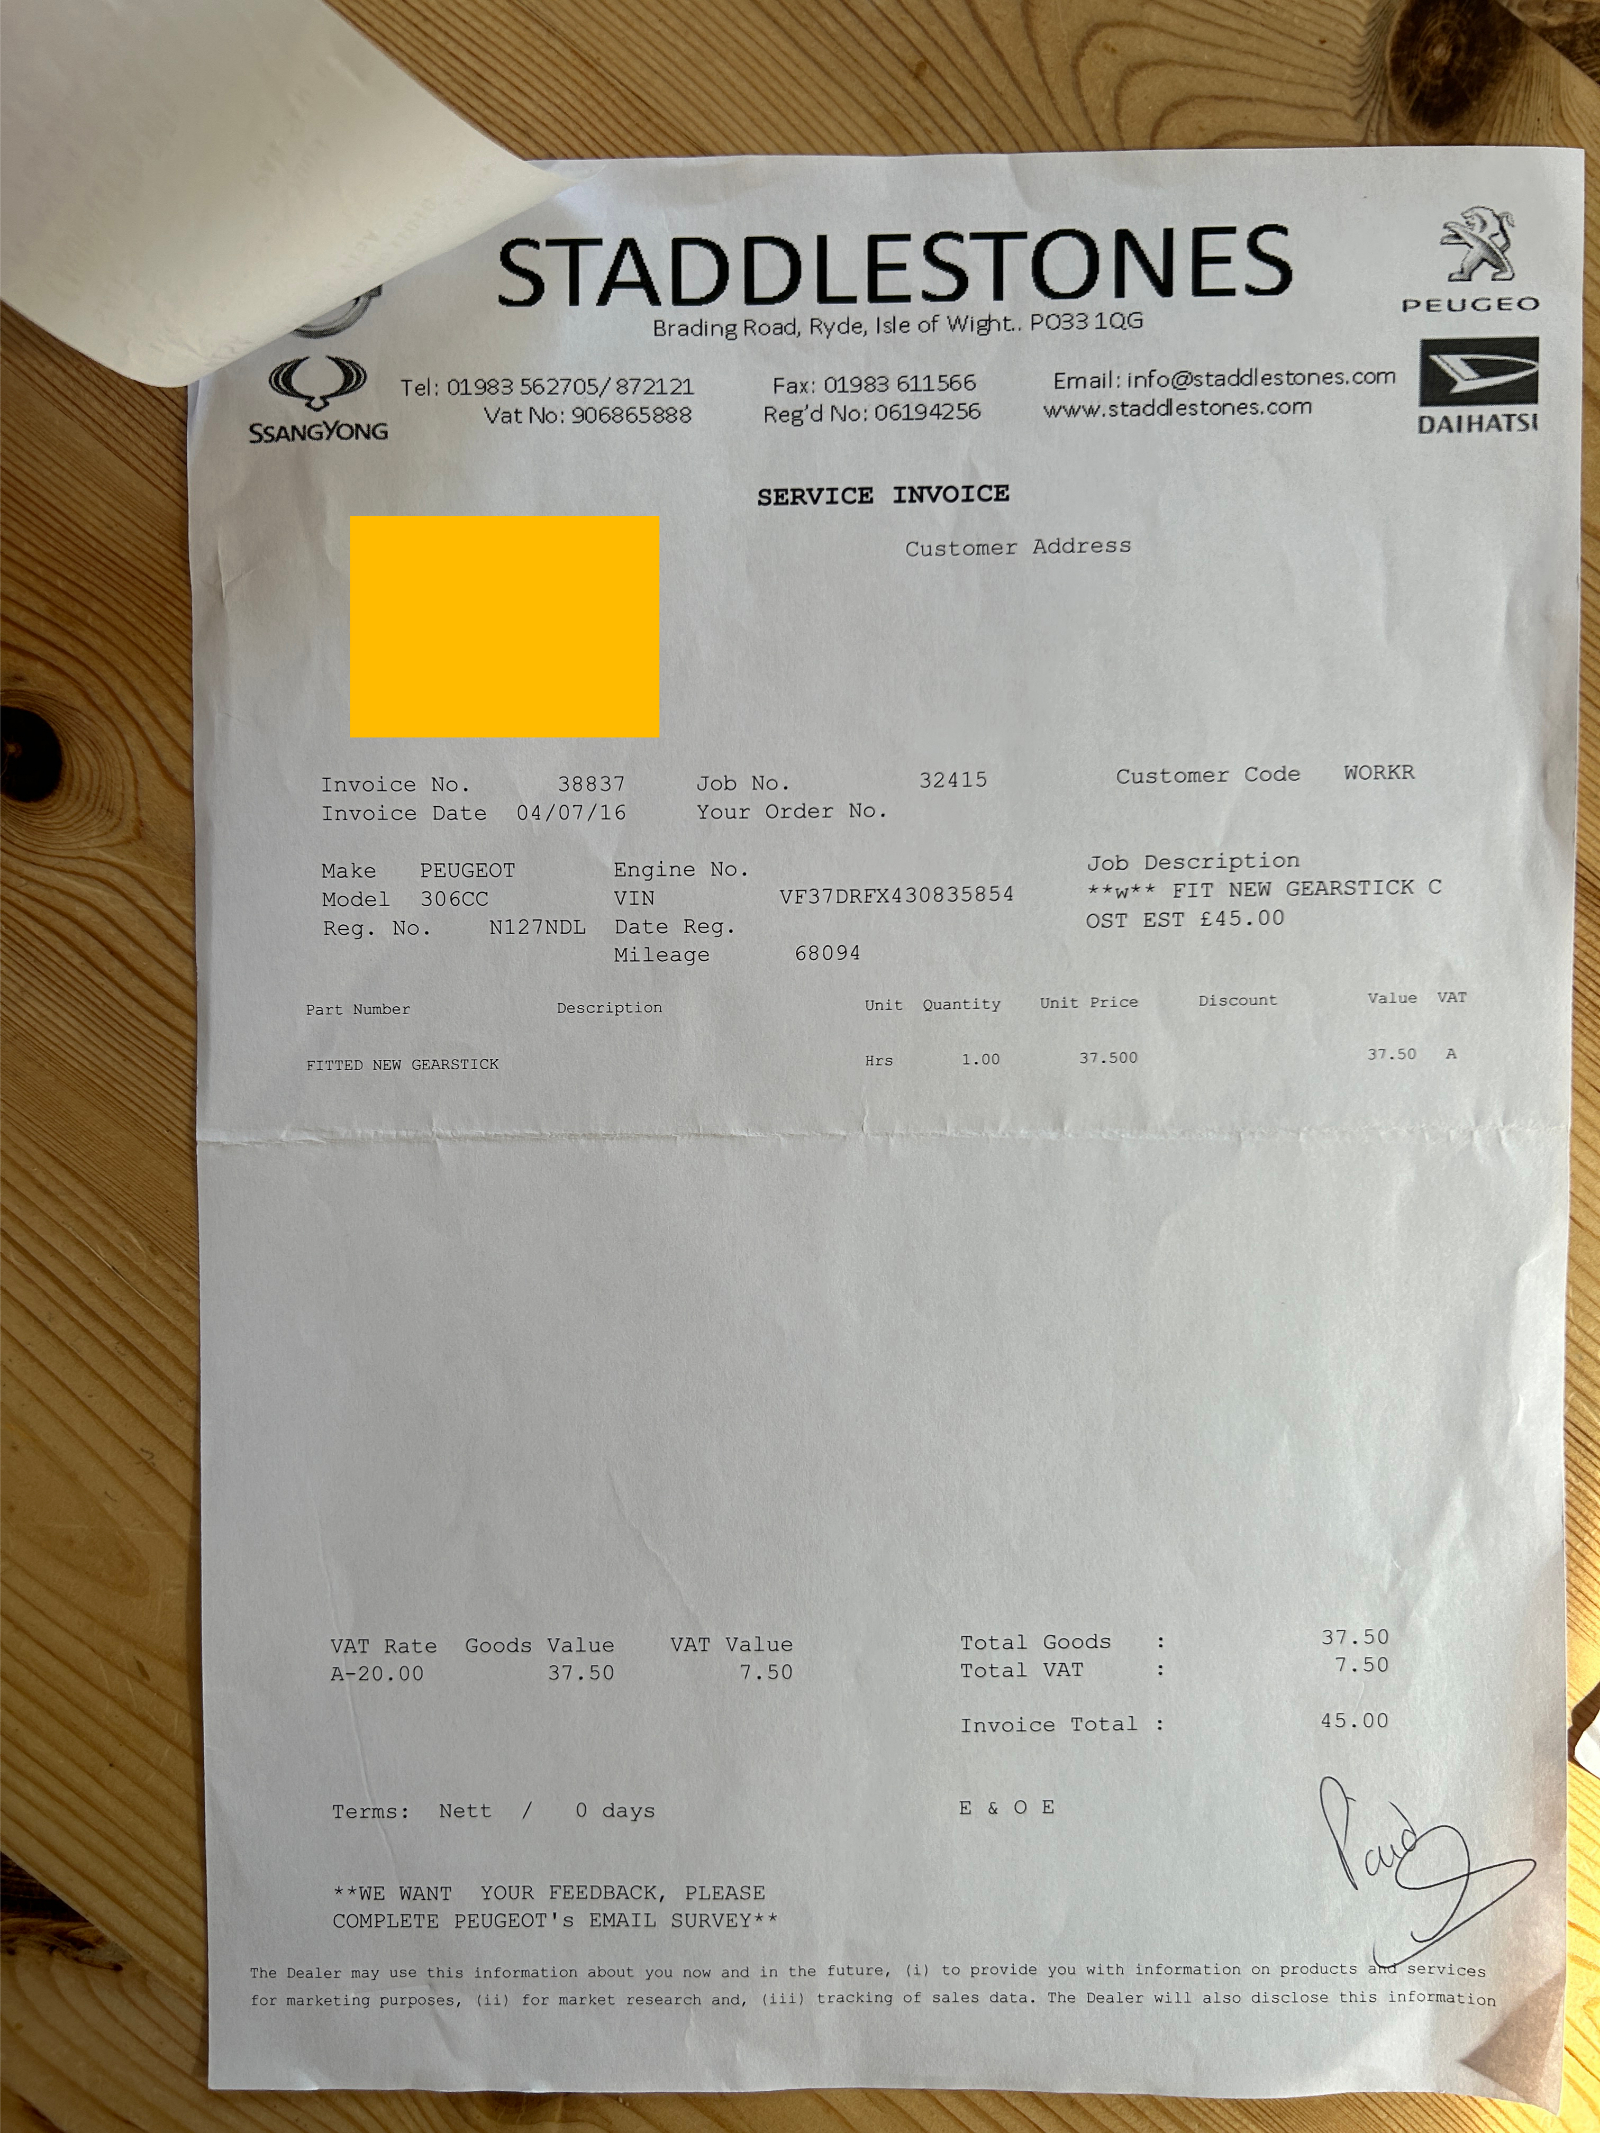 STADDLESTONES
Brading Road, Ryde, Isle of Wight.. PO33 1QG
PEUGEO
SSANGYONG
Tel: 01983 562705/ 872121 Fax: 01983 611566 Email: info@staddlestones.com
Vat No: 906865888 Reg'd No: 06194256 www.staddlestones.com
DAIHATSI
SERVICE INVOICE
Customer Address
Invoice No. 38837 Job No. 32415 Customer Code WORKR
Invoice Date 04/07/16 Your Order No.
Make PEUGEOT Engine No. Job Description
Model 306CC VIN VF37DRFX430835854 **w** FIT NEW GEARSTICK C
Reg. No. N127NDL Date Reg. OST EST £45.00
Mileage 68094
Part Number Description Unit Quantity Unit Price Discount Value VAT
FITTED NEW GEARSTICK Hrs 1.00 37.500 37.50 A
VAT Rate Goods Value VAT Value Total Goods : 37.50
A-20.00 37.50 7.50 Total VAT : 7.50
Invoice Total : 45.00
Terms: Nett / 0 days E & O E
Paid
**WE WANT YOUR FEEDBACK, PLEASE
COMPLETE PEUGEOT's EMAIL SURVEY**
The Dealer may use this information about you now and in the future, (i) to provide you with information on products and services
for marketing purposes, (ii) for market research and, (iii) tracking of sales data. The Dealer will also disclose this information